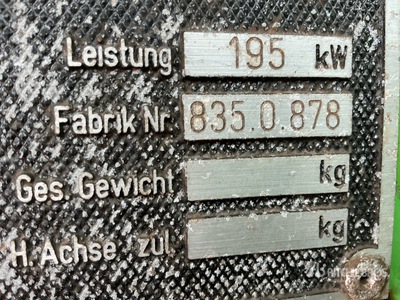 Leistung 195 kW
Fabrik Nr. 835.0.878
Ges. Gewicht kg
H. Achse zul. kg